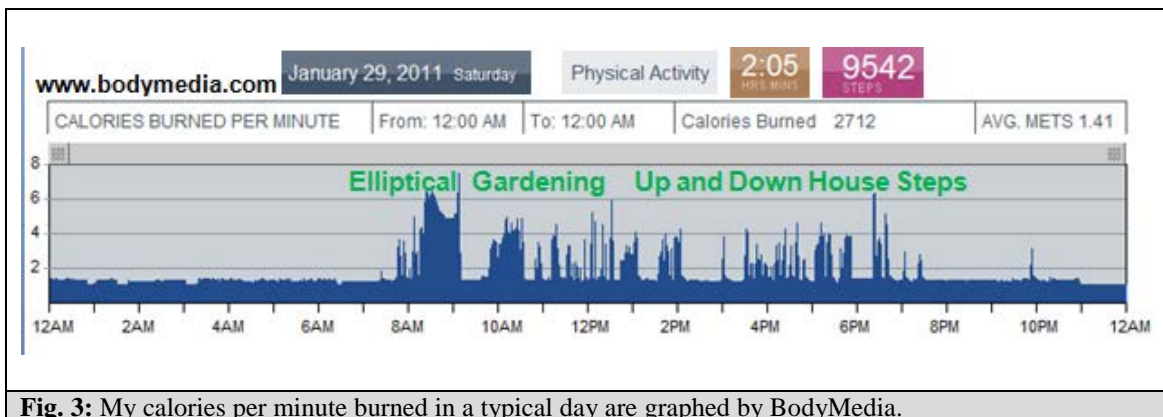 www.bodymedia.com January 29, 2011 Saturday Physical Activity 2:05 HRS MINS 9542 STEPS
CALORIES BURNED PER MINUTE From: 12:00 AM To: 12:00 AM Calories Burned 2712 AVG. METS 1.41
8
Elliptical Gardening Up and Down House Steps
6
4
2
12AM 2AM 4AM 6AM 8AM 10AM 12PM 2PM 4PM 6PM 8PM 10PM 12AM
Fig. 3: My calories per minute burned in a typical day are graphed by BodyMedia.